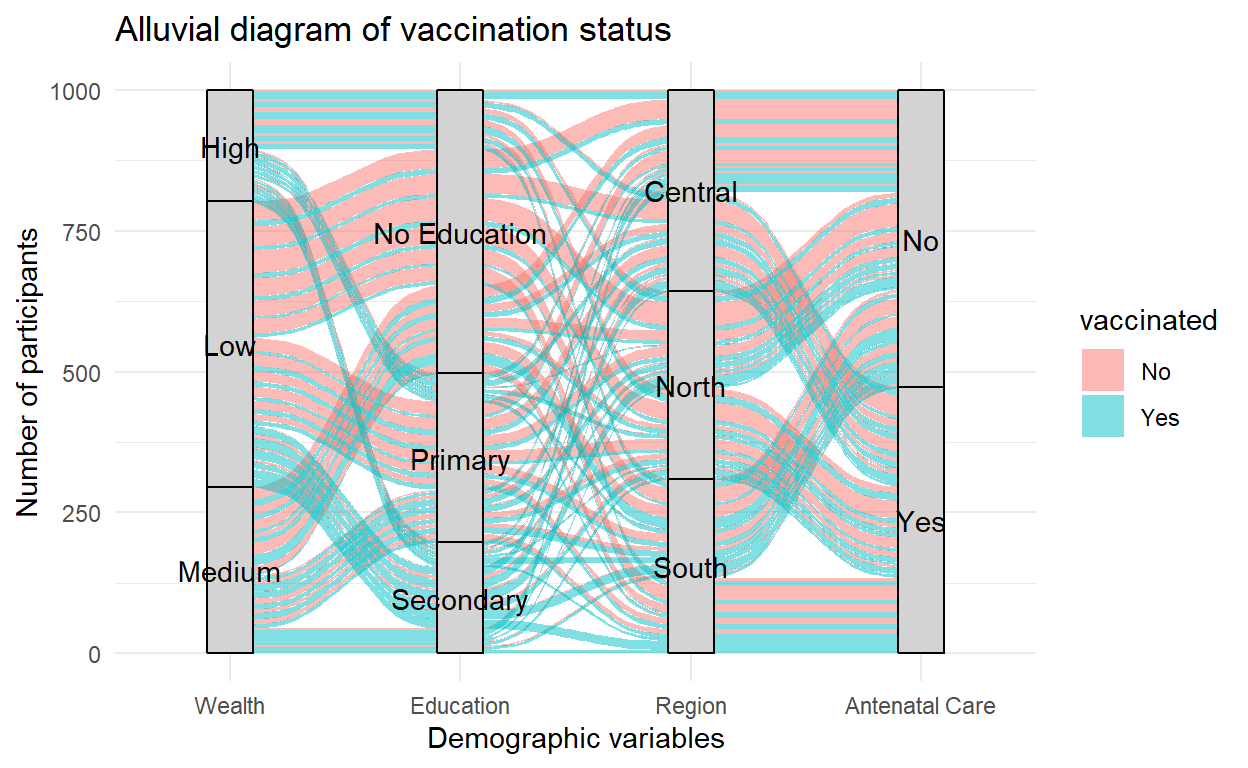 Alluvial diagram of vaccination status
Number of participants
1000
750
500
250
0
High
Low
Medium
No Education
Primary
Secondary
Central
North
South
No
Yes
Wealth
Education
Region
Antenatal Care
Demographic variables
vaccinated
No
Yes